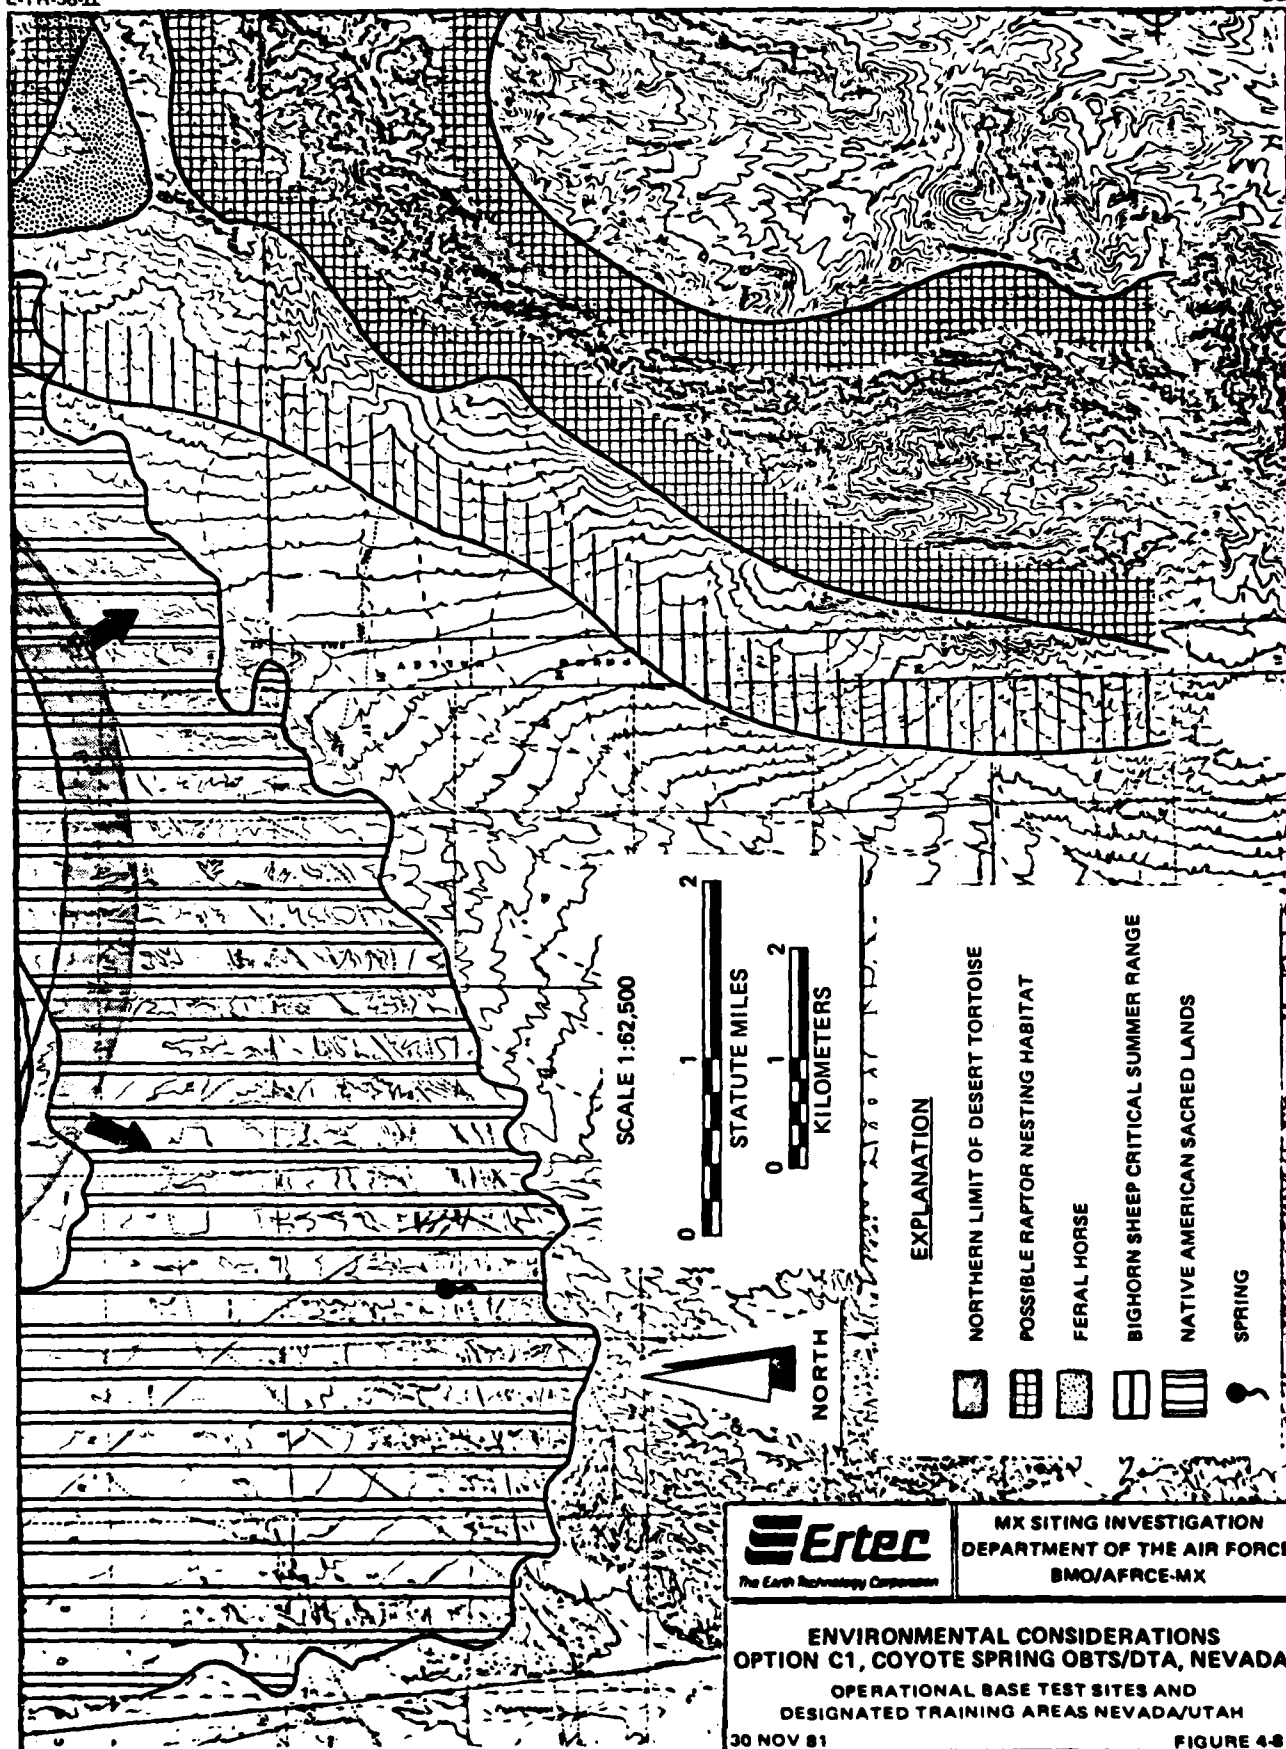 SCALE 1:62,500
0 1 2
STATUTE MILES
0 1 2
KILOMETERS
NORTH
EXPLANATION
NORTHERN LIMIT OF DESERT TORTOISE
POSSIBLE RAPTOR NESTING HABITAT
FERAL HORSE
BIGHORN SHEEP CRITICAL SUMMER RANGE
NATIVE AMERICAN SACRED LANDS
SPRING
Ertec
The Earth Technology Corporation
MX SITING INVESTIGATION
DEPARTMENT OF THE AIR FORCE
BMO/AFRCE-MX
ENVIRONMENTAL CONSIDERATIONS
OPTION C1, COYOTE SPRING OBTS/DTA, NEVADA
OPERATIONAL BASE TEST SITES AND
DESIGNATED TRAINING AREAS NEVADA/UTAH
30 NOV 81
FIGURE